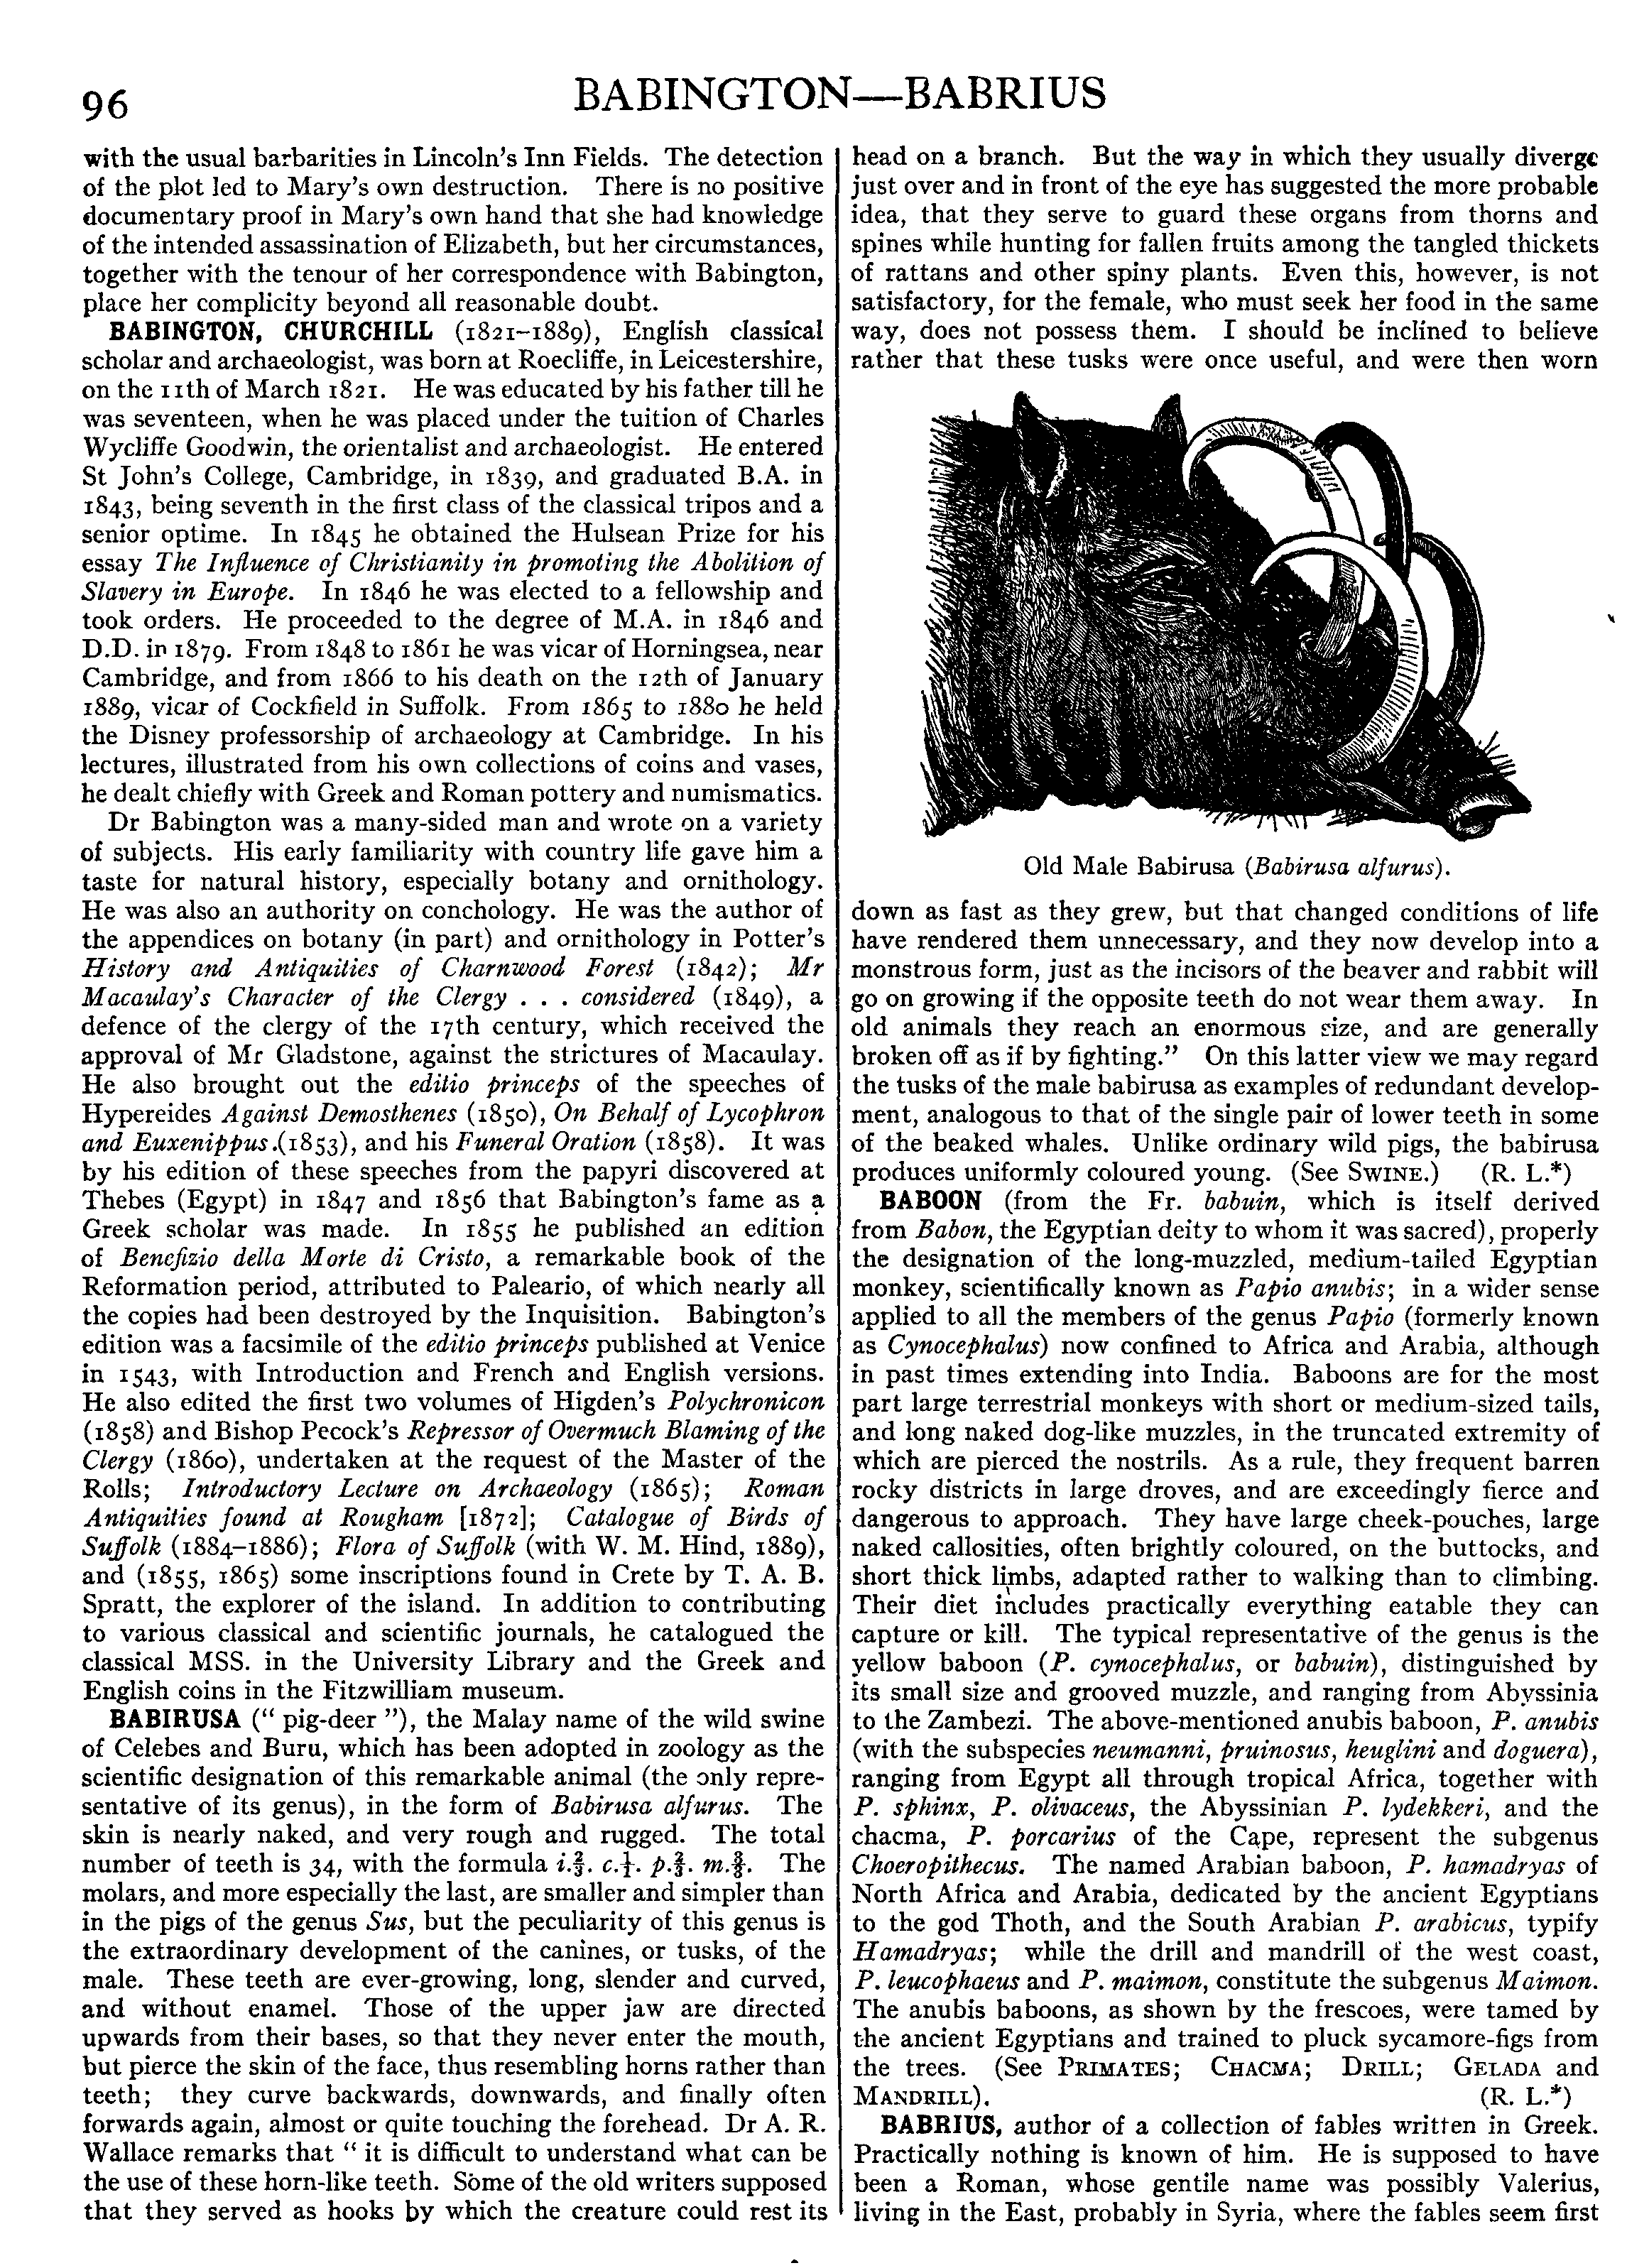 96
BABINGTON—BABRIUS
with the usual barbarities in Lincoln's Inn Fields. The detection
of the plot led to Mary's own destruction. There is no positive
documentary proof in Mary's own hand that she had knowledge
of the intended assassination of Elizabeth, but her circumstances,
together with the tenour of her correspondence with Babington,
place her complicity beyond all reasonable doubt.
BABINGTON, CHURCHILL (1821–1889), English classical
scholar and archaeologist, was born at Roecliffe, in Leicestershire,
on the 11th of March 1821. He was educated by his father till he
was seventeen, when he was placed under the tuition of Charles
Wycliffe Goodwin, the orientalist and archaeologist. He entered
St John's College, Cambridge, in 1839, and graduated B.A. in
1843, being seventh in the first class of the classical tripos and a
senior optime. In 1845 he obtained the Hulsean Prize for his
essay The Influence of Christianity in promoting the Abolition of
Slavery in Europe. In 1846 he was elected to a fellowship and
took orders. He proceeded to the degree of M.A. in 1846 and
D.D. in 1879. From 1848 to 1861 he was vicar of Horningsea, near
Cambridge, and from 1866 to his death on the 12th of January
1889, vicar of Cockfield in Suffolk. From 1865 to 1880 he held
the Disney professorship of archaeology at Cambridge. In his
lectures, illustrated from his own collections of coins and vases,
he dealt chiefly with Greek and Roman pottery and numismatics.
Dr Babington was a many-sided man and wrote on a variety
of subjects. His early familiarity with country life gave him a
taste for natural history, especially botany and ornithology.
He was also an authority on conchology. He was the author of
the appendices on botany (in part) and ornithology in Potter's
History and Antiquities of Charnwood Forest (1842); Mr
Macaulay's Character of the Clergy . . . considered (1849), a
defence of the clergy of the 17th century, which received the
approval of Mr Gladstone, against the strictures of Macaulay.
He also brought out the editio princeps of the speeches of
Hypereides Against Demosthenes (1850), On Behalf of Lycophron
and Euxenippus.(1853), and his Funeral Oration (1858). It was
by his edition of these speeches from the papyri discovered at
Thebes (Egypt) in 1847 and 1856 that Babington's fame as a
Greek scholar was made. In 1855 he published an edition
of Benefizio della Morte di Cristo, a remarkable book of the
Reformation period, attributed to Paleario, of which nearly all
the copies had been destroyed by the Inquisition. Babington's
edition was a facsimile of the editio princeps published at Venice
in 1543, with Introduction and French and English versions.
He also edited the first two volumes of Higden's Polychronicon
(1858) and Bishop Pecock's Repressor of Overmuch Blaming of the
Clergy (1860), undertaken at the request of the Master of the
Rolls; Introductory Lecture on Archaeology (1865); Roman
Antiquities found at Rougham [1872]; Catalogue of Birds of
Suffolk (1884–1886); Flora of Suffolk (with W. M. Hind, 1889),
and (1855, 1865) some inscriptions found in Crete by T. A. B.
Spratt, the explorer of the island. In addition to contributing
to various classical and scientific journals, he catalogued the
classical MSS. in the University Library and the Greek and
English coins in the Fitzwilliam museum.
BABIRUSA (“ pig-deer ”), the Malay name of the wild swine
of Celebes and Buru, which has been adopted in zoology as the
scientific designation of this remarkable animal (the only repre-
sentative of its genus), in the form of Babirusa alfurus. The
skin is nearly naked, and very rough and rugged. The total
number of teeth is 34, with the formula i.2/3. c.1/1. p.2/2. m.3/3. The
molars, and more especially the last, are smaller and simpler than
in the pigs of the genus Sus, but the peculiarity of this genus is
the extraordinary development of the canines, or tusks, of the
male. These teeth are ever-growing, long, slender and curved,
and without enamel. Those of the upper jaw are directed
upwards from their bases, so that they never enter the mouth,
but pierce the skin of the face, thus resembling horns rather than
teeth; they curve backwards, downwards, and finally often
forwards again, almost or quite touching the forehead. Dr A. R.
Wallace remarks that “ it is difficult to understand what can be
the use of these horn-like teeth. Some of the old writers supposed
that they served as hooks by which the creature could rest its
head on a branch. But the way in which they usually diverge
just over and in front of the eye has suggested the more probable
idea, that they serve to guard these organs from thorns and
spines while hunting for fallen fruits among the tangled thickets
of rattans and other spiny plants. Even this, however, is not
satisfactory, for the female, who must seek her food in the same
way, does not possess them. I should be inclined to believe
rather that these tusks were once useful, and were then worn
Old Male Babirusa (Babirusa alfurus).
down as fast as they grew, but that changed conditions of life
have rendered them unnecessary, and they now develop into a
monstrous form, just as the incisors of the beaver and rabbit will
go on growing if the opposite teeth do not wear them away. In
old animals they reach an enormous size, and are generally
broken off as if by fighting.” On this latter view we may regard
the tusks of the male babirusa as examples of redundant develop-
ment, analogous to that of the single pair of lower teeth in some
of the beaked whales. Unlike ordinary wild pigs, the babirusa
produces uniformly coloured young. (See SWINE.) (R. L.*)
BABOON (from the Fr. babuin, which is itself derived
from Babon, the Egyptian deity to whom it was sacred), properly
the designation of the long-muzzled, medium-tailed Egyptian
monkey, scientifically known as Papio anubis; in a wider sense
applied to all the members of the genus Papio (formerly known
as Cynocephalus) now confined to Africa and Arabia, although
in past times extending into India. Baboons are for the most
part large terrestrial monkeys with short or medium-sized tails,
and long naked dog-like muzzles, in the truncated extremity of
which are pierced the nostrils. As a rule, they frequent barren
rocky districts in large droves, and are exceedingly fierce and
dangerous to approach. They have large cheek-pouches, large
naked callosities, often brightly coloured, on the buttocks, and
short thick limbs, adapted rather to walking than to climbing.
Their diet includes practically everything eatable they can
capture or kill. The typical representative of the genus is the
yellow baboon (P. cynocephalus, or babuin), distinguished by
its small size and grooved muzzle, and ranging from Abyssinia
to the Zambezi. The above-mentioned anubis baboon, P. anubis
(with the subspecies neumanni, pruinosus, heuglini and doguera),
ranging from Egypt all through tropical Africa, together with
P. sphinx, P. olivaceus, the Abyssinian P. lydekkeri, and the
chacma, P. porcarius of the Cape, represent the subgenus
Choeropithecus. The named Arabian baboon, P. hamadryas of
North Africa and Arabia, dedicated by the ancient Egyptians
to the god Thoth, and the South Arabian P. arabicus, typify
Hamadryas; while the drill and mandrill of the west coast,
P. leucophaeus and P. maimon, constitute the subgenus Maimon.
The anubis baboons, as shown by the frescoes, were tamed by
the ancient Egyptians and trained to pluck sycamore-figs from
the trees. (See PRIMATES; CHACMA; DRILL; GELADA and
MANDRILL). (R. L.*)
BABRIUS, author of a collection of fables written in Greek.
Practically nothing is known of him. He is supposed to have
been a Roman, whose gentile name was possibly Valerius,
living in the East, probably in Syria, where the fables seem first